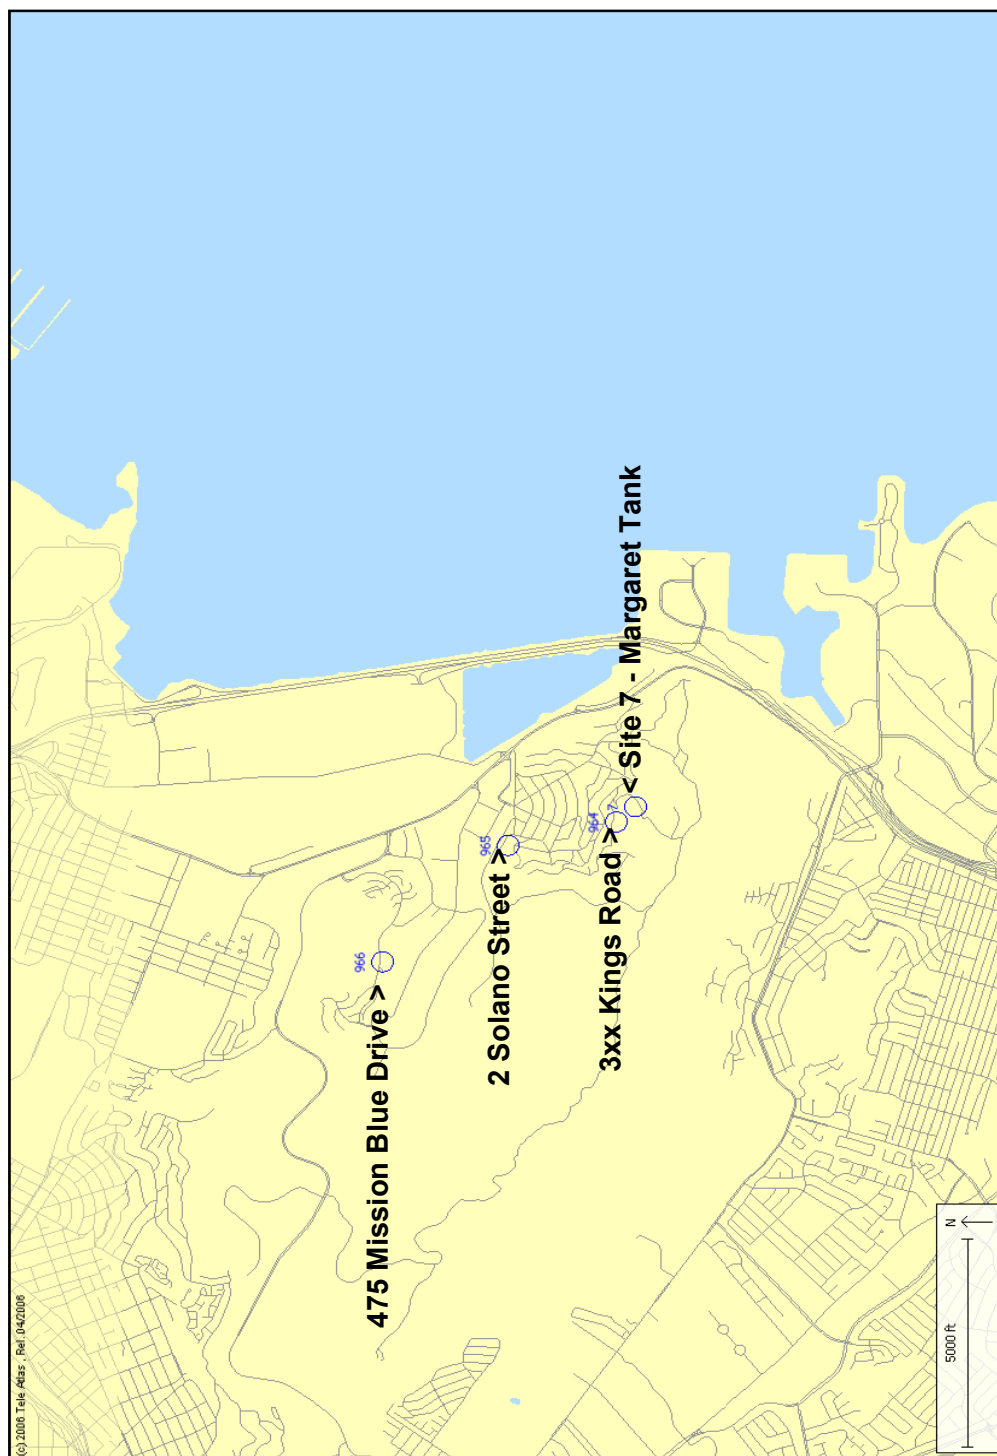 (c) 2006 Tele Atlas , Rel. 04/2006
966
475 Mission Blue Drive >
965
2 Solano Street >
964
3xx Kings Road >
7
< Site 7 - Margaret Tank
5000 ft
N